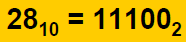 28₁₀ = 11100₂